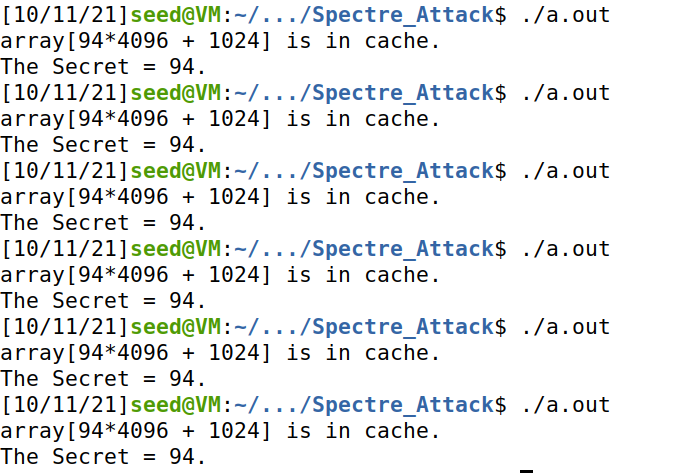 [10/11/21]seed@VM:~/.../Spectre_Attack$ ./a.out
array[94*4096 + 1024] is in cache.
The Secret = 94.
[10/11/21]seed@VM:~/.../Spectre_Attack$ ./a.out
array[94*4096 + 1024] is in cache.
The Secret = 94.
[10/11/21]seed@VM:~/.../Spectre_Attack$ ./a.out
array[94*4096 + 1024] is in cache.
The Secret = 94.
[10/11/21]seed@VM:~/.../Spectre_Attack$ ./a.out
array[94*4096 + 1024] is in cache.
The Secret = 94.
[10/11/21]seed@VM:~/.../Spectre_Attack$ ./a.out
array[94*4096 + 1024] is in cache.
The Secret = 94.
[10/11/21]seed@VM:~/.../Spectre_Attack$ ./a.out
array[94*4096 + 1024] is in cache.
The Secret = 94.